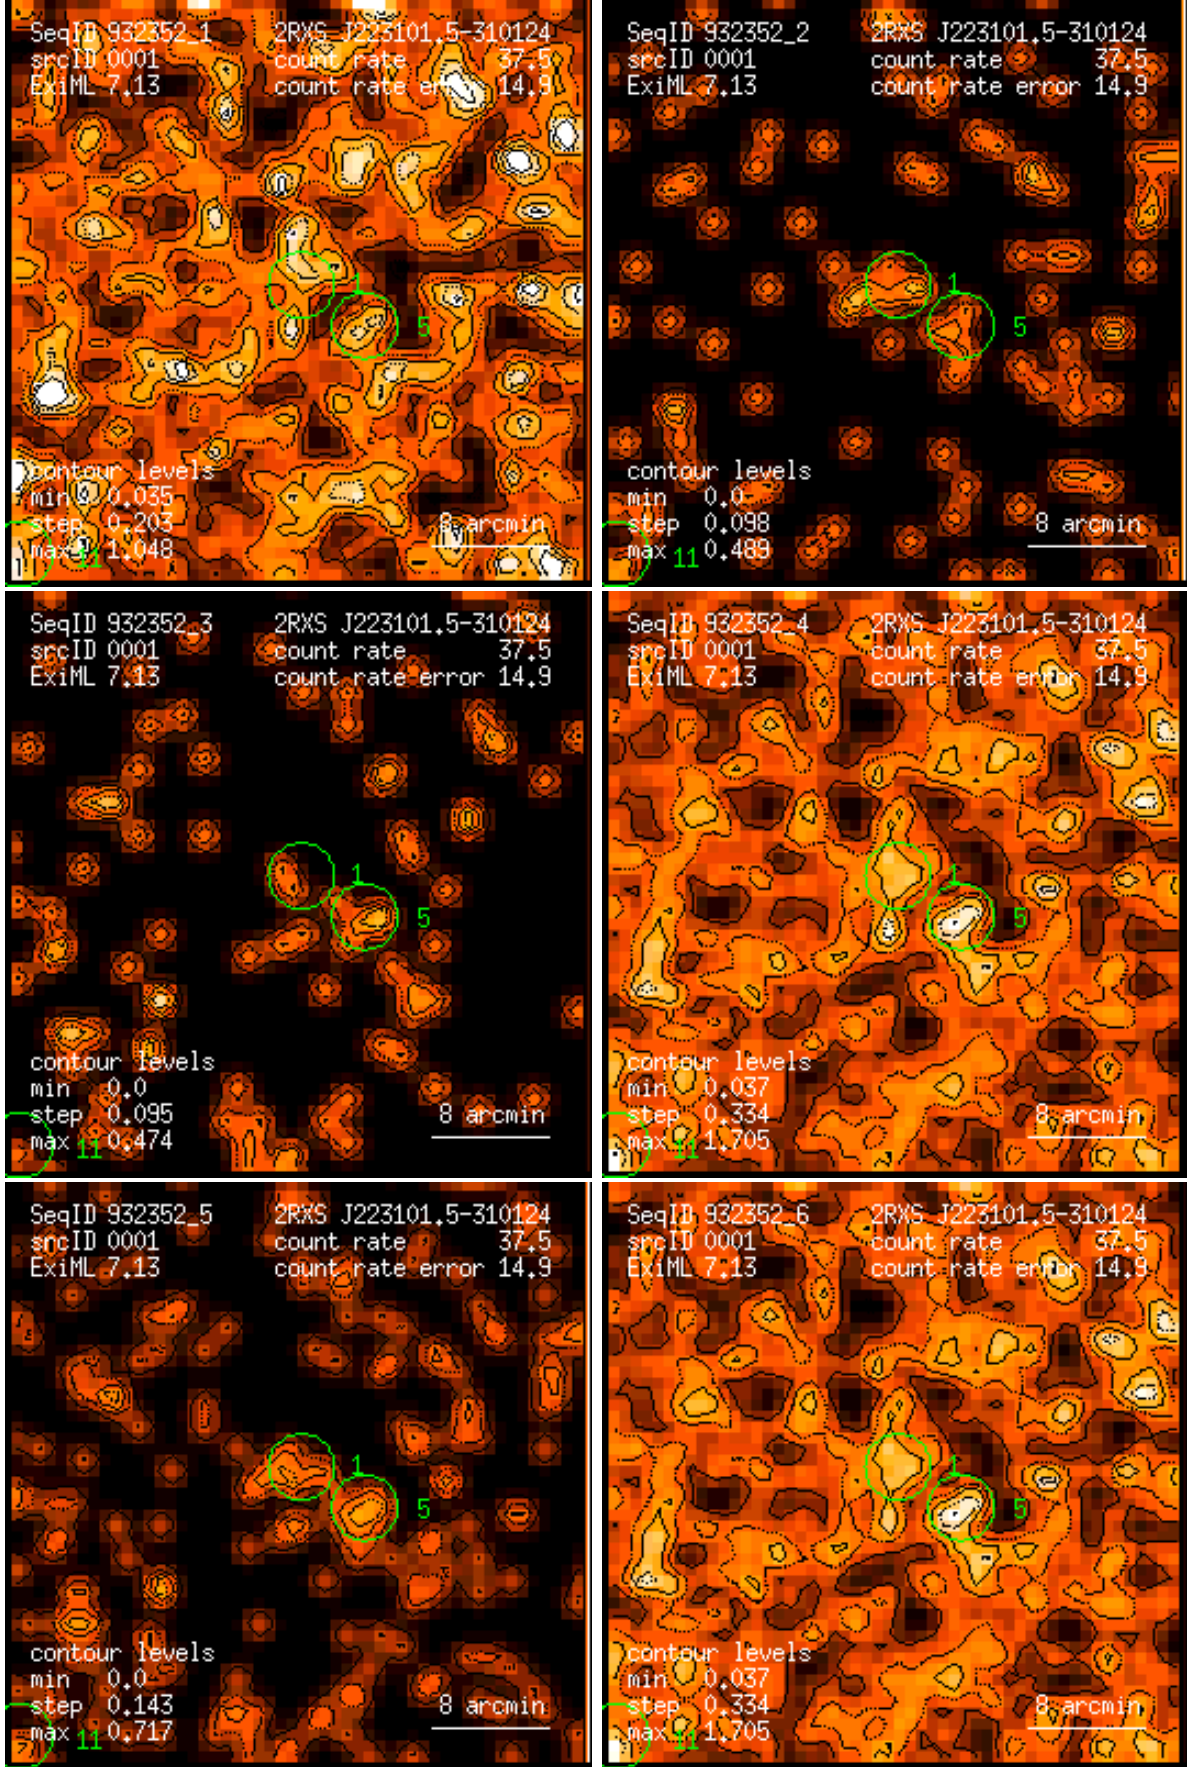 SeqID 932352_1 2RXS J223101.5-310124
srcID 0001 count rate 37.5
ExiML 7.13 count rate error 14.9
1
5
contour levels
min 0.035
step 0.203 8 arcmin
max 1.048
11
SeqID 932352_2 2RXS J223101.5-310124
srcID 0001 count rate 37.5
ExiML 7.13 count rate error 14.9
1
5
contour levels
min 0.0
step 0.098 8 arcmin
max 0.489
11
SeqID 932352_3 2RXS J223101.5-310124
srcID 0001 count rate 37.5
ExiML 7.13 count rate error 14.9
1
5
contour levels
min 0.0
step 0.095 8 arcmin
max 0.474
11
SeqID 932352_4 2RXS J223101.5-310124
srcID 0001 count rate 37.5
ExiML 7.13 count rate error 14.9
1
5
contour levels
min 0.037
step 0.334 8 arcmin
max 1.705
11
SeqID 932352_5 2RXS J223101.5-310124
srcID 0001 count rate 37.5
ExiML 7.13 count rate error 14.9
1
5
contour levels
min 0.0
step 0.143 8 arcmin
max 0.717
11
SeqID 932352_6 2RXS J223101.5-310124
srcID 0001 count rate 37.5
ExiML 7.13 count rate error 14.9
1
5
contour levels
min 0.037
step 0.334 8 arcmin
max 1.705
11